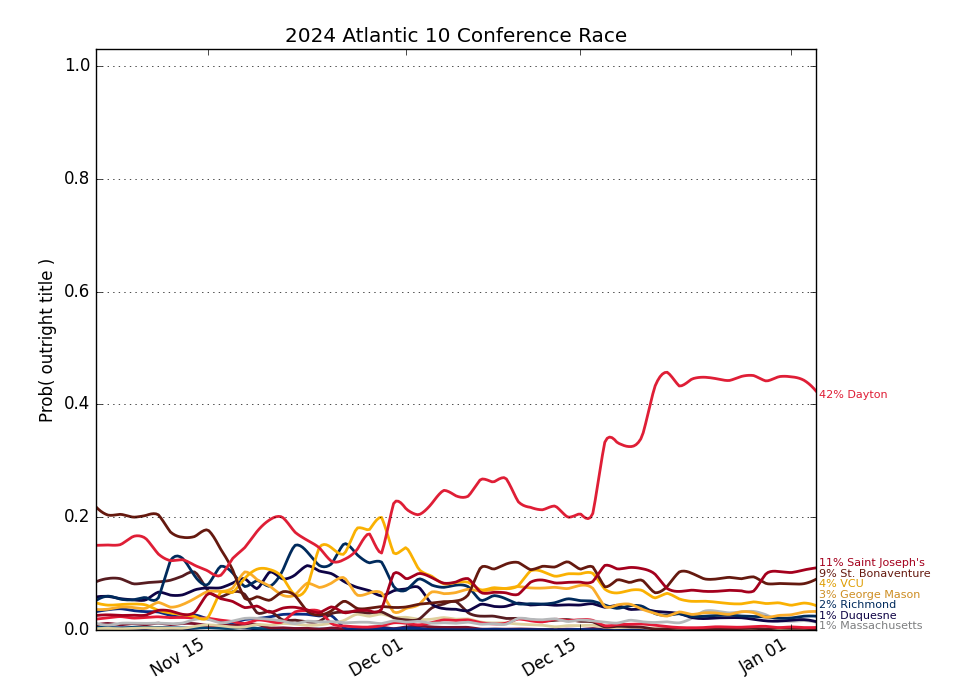 2024 Atlantic 10 Conference Race
Prob( outright title )
1.0
0.8
0.6
0.4
0.2
0.0
Nov 15
Dec 01
Dec 15
Jan 01
42% Dayton
11% Saint Joseph's
9% St. Bonaventure
4% VCU
3% George Mason
2% Richmond
1% Duquesne
1% Massachusetts